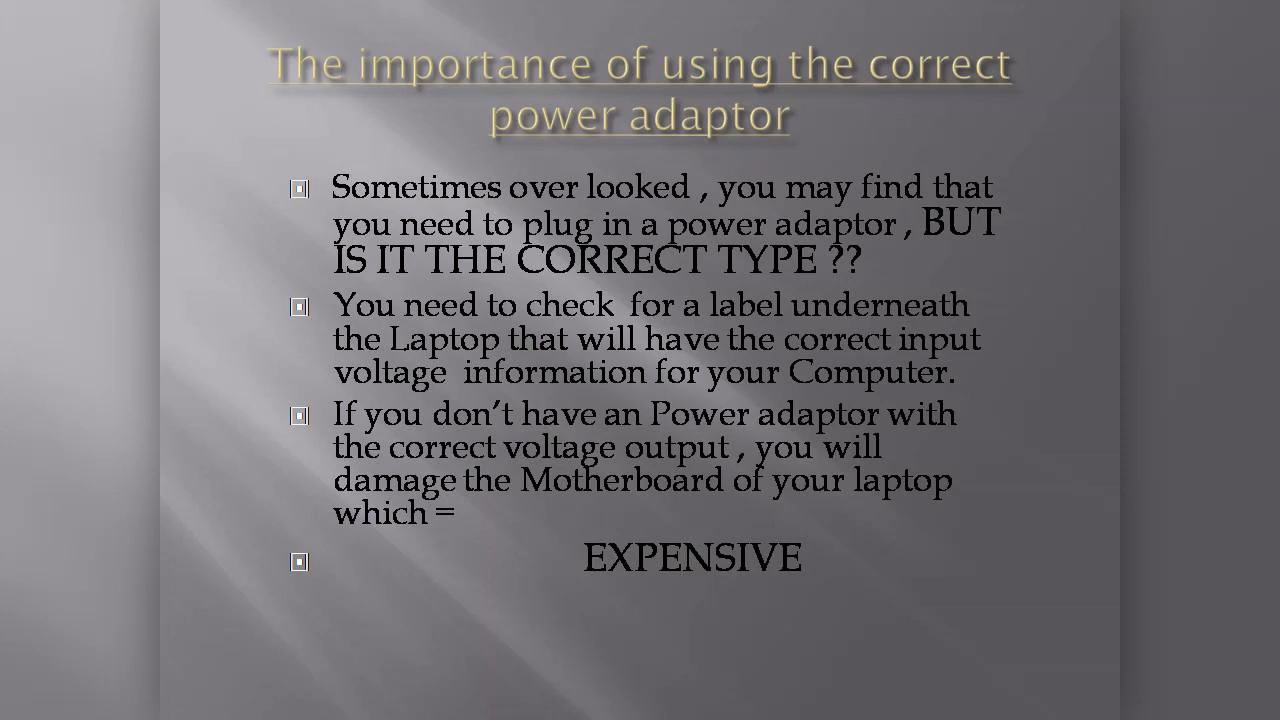 The importance of using the correct
power adaptor
Sometimes over looked , you may find that
you need to plug in a power adaptor , BUT
IS IT THE CORRECT TYPE ??
You need to check for a label underneath
the Laptop that will have the correct input
voltage information for your Computer.
If you don’t have an Power adaptor with
the correct voltage output , you will
damage the Motherboard of your laptop
which =
EXPENSIVE